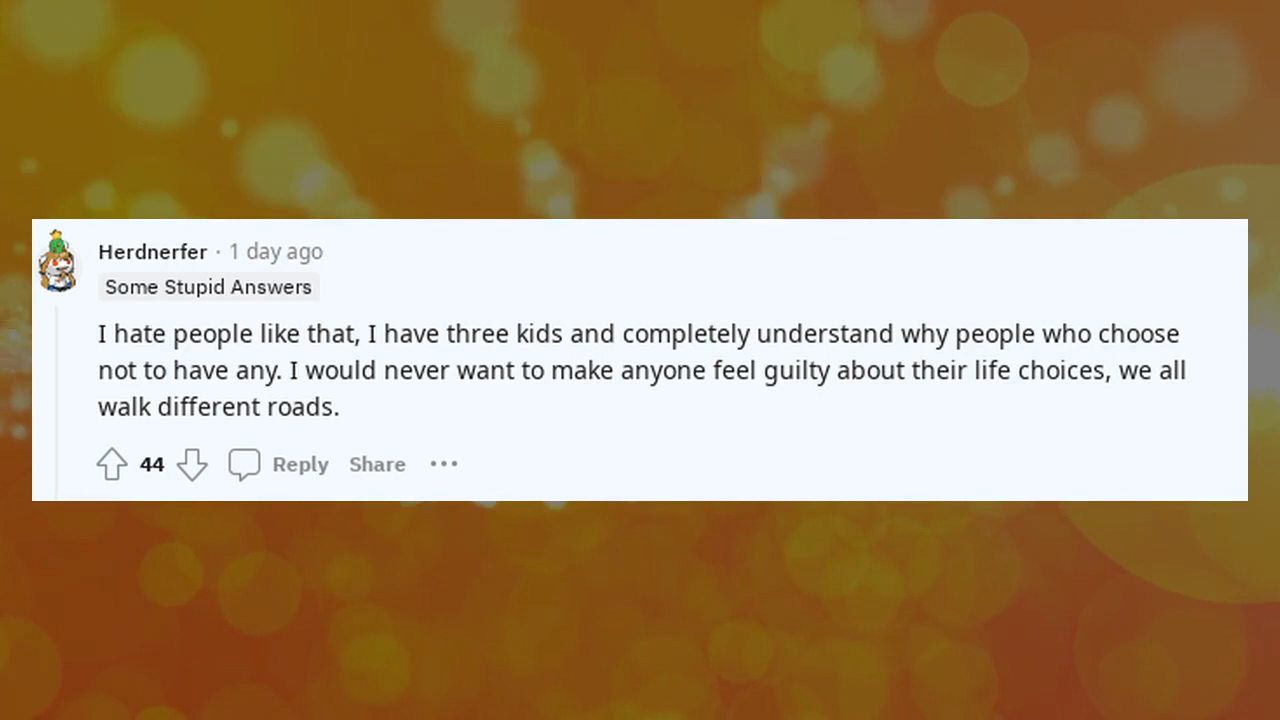 Herdnerfer · 1 day ago
Some Stupid Answers
I hate people like that, I have three kids and completely understand why people who choose
not to have any. I would never want to make anyone feel guilty about their life choices, we all
walk different roads.
44 Reply Share ···